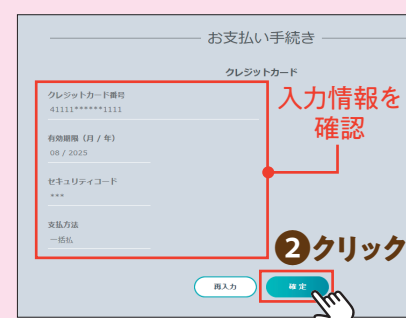 お支払い手続き
クレジットカード
クレジットカード番号
41111******1111
有効期限（月 / 年）
08 / 2025
セキュリティコード
***
支払方法
一括払
入力情報を
確認
❷クリック
再入力
確定